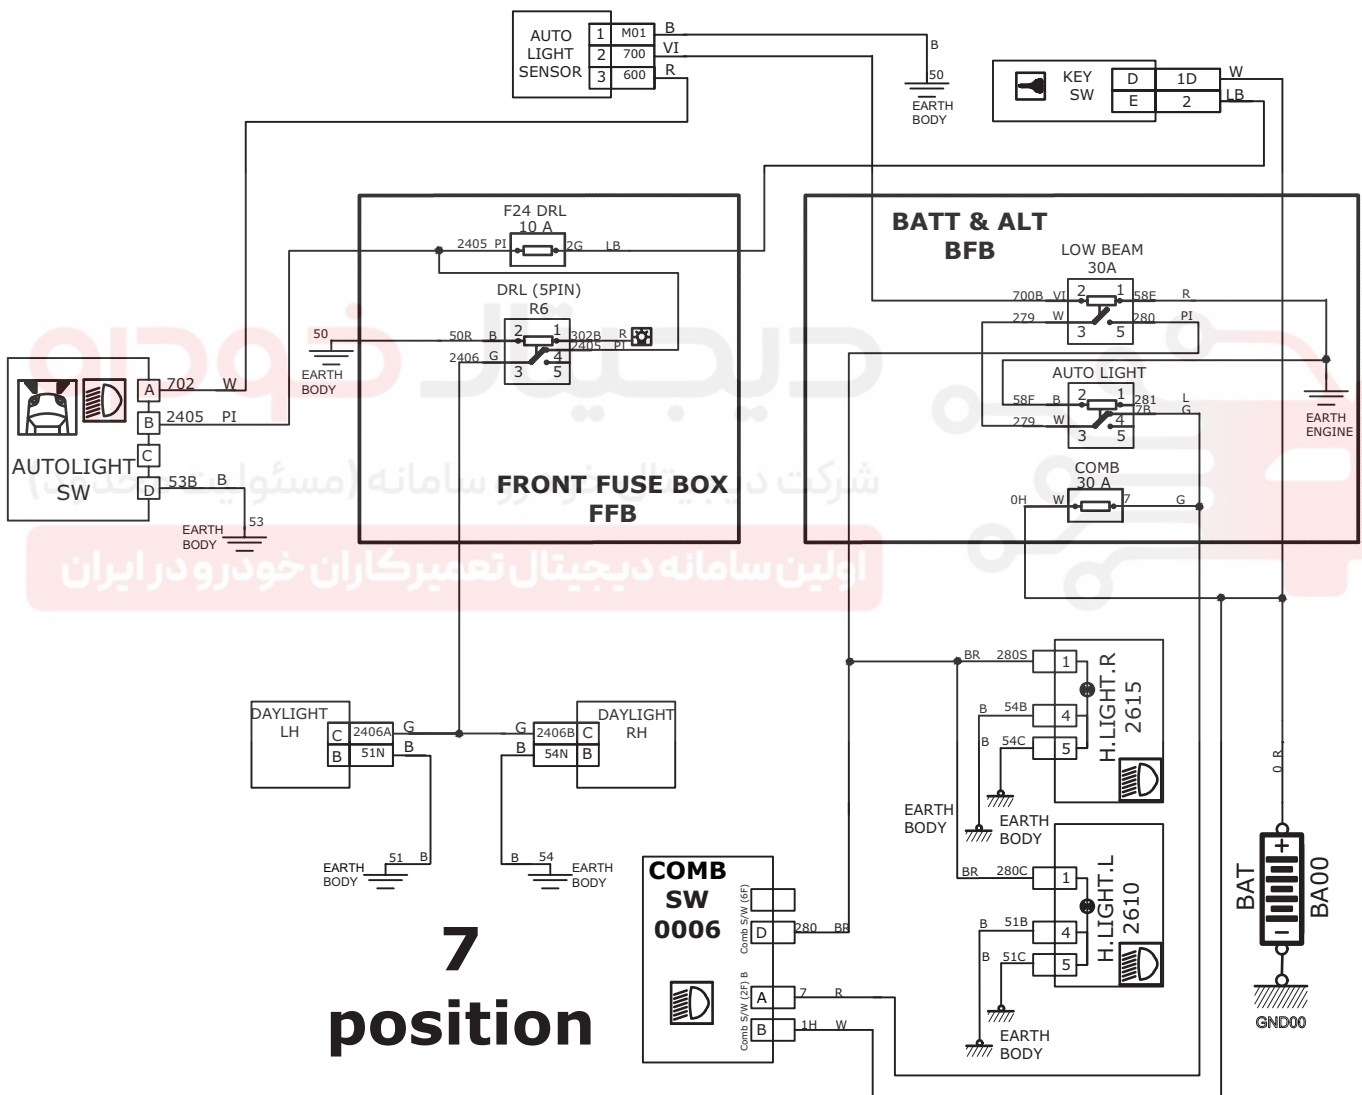 AUTO
LIGHT
SENSOR
1 M01 B
2 700 VI
3 600 R
B
50
EARTH
BODY
KEY
SW
D 1D W
E 2 LB
F24 DRL
10 A
2405 PI 2G LB
DRL (5PIN)
R6
50R B 2 1 302B R
2405 PI
2406 G 3 4 5
50
EARTH
BODY
FRONT FUSE BOX
FFB
BATT & ALT
BFB
LOW BEAM
30A
700B VI 2 1 58E R
279 W 3 5 280 PI
AUTO LIGHT
58F B 2 1 281 L
7B G
279 W 3 4 5
COMB
30 A
0H W 7 G
EARTH
ENGINE
A 702 W
B 2405 PI
C
D 53B B
AUTOLIGHT
SW
53
EARTH
BODY
دیجیتال خودرو
شرکت دیجیتال خودرو سامانه (مسئولیت محدود)
اولین سامانه دیجیتال تعمیرکاران خودرو در ایران
DAYLIGHT
LH
C 2406A G
B 51N B
DAYLIGHT
RH
G 2406B C
B 54N B
51 B
EARTH
BODY
B 54
EARTH
BODY
7
position
COMB
SW
0006
Comb S/W (6F)
D 280 BR
Comb S/W (2F) B
A 7 R
B 1H W
BR 280S 1
B 54B 4
B 54C 5
H.LIGHT.R
2615
EARTH
BODY
EARTH
BODY
BR 280C 1
B 51B 4
B 51C 5
H.LIGHT.L
2610
EARTH
BODY
0 R
BAT
+
-
BA00
GND00